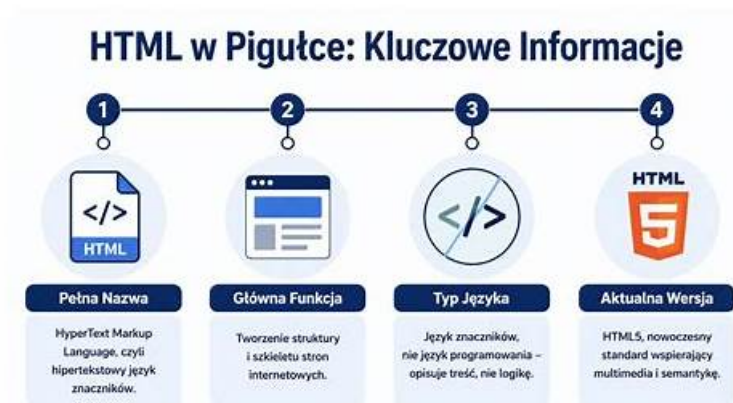 HTML w Pigułce: Kluczowe Informacje
1
2
3
4
</>
HTML
</>
HTML
5
Pełna Nazwa
Główna Funkcja
Typ Języka
Aktualna Wersja
HyperText Markup
Language, czyli
hipertekstowy język
znaczników.
Tworzenie struktury
i szkieletu stron
internetowych.
Język znaczników,
nie język programowania –
opisuje treść, nie logikę.
HTML5, nowoczesny
standard wspierający
multimedia i semantykę.